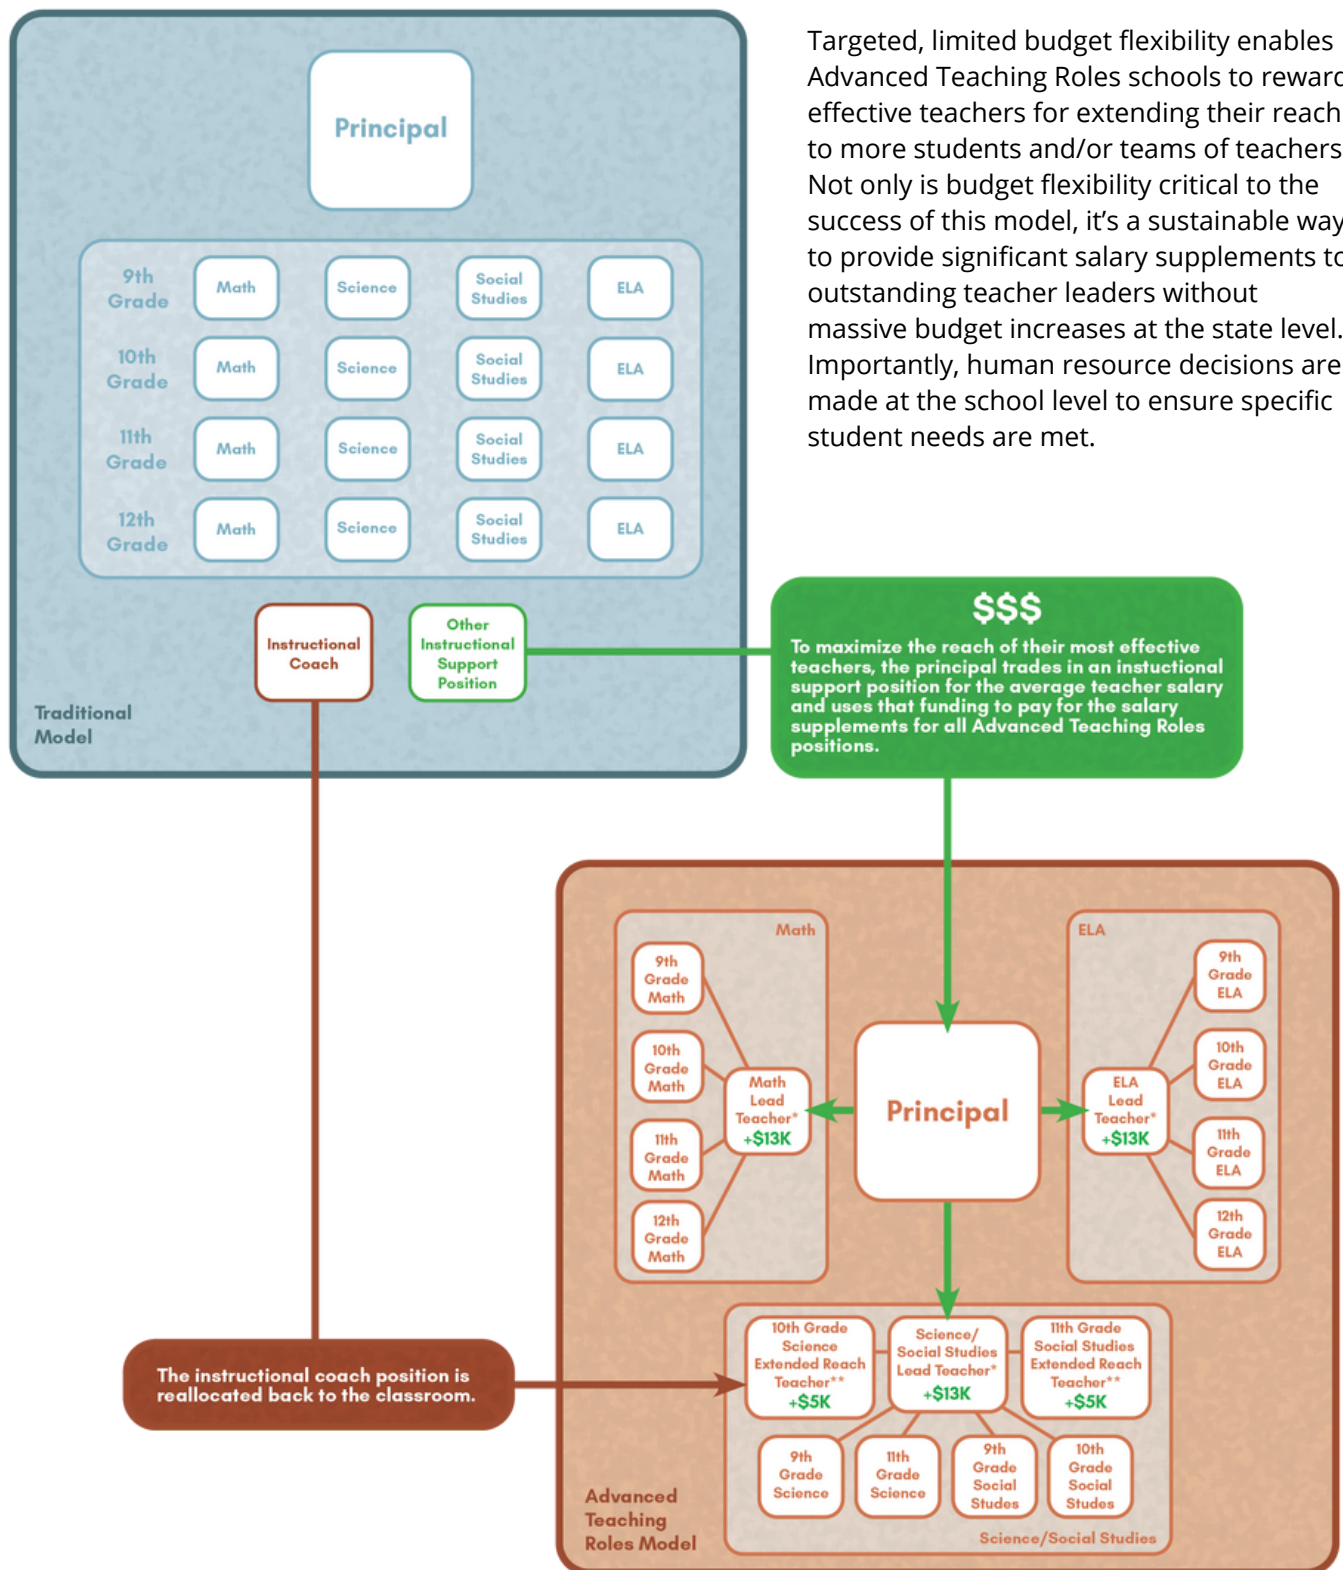 Targeted, limited budget flexibility enables
Advanced Teaching Roles schools to reward
effective teachers for extending their reach
to more students and/or teams of teachers
Not only is budget flexibility critical to the
success of this model, it's a sustainable way
to provide significant salary supplements to
outstanding teacher leaders without
massive budget increases at the state level.
Importantly, human resource decisions are
made at the school level to ensure specific
student needs are met.
Principal
9th
Grade
Math
Science
Social
Studies
ELA
10th
Grade
Math
Science
Social
Studies
ELA
11th
Grade
Math
Science
Social
Studies
ELA
12th
Grade
Math
Science
Social
Studies
ELA
Instructional
Coach
Other
Instructional
Support
Position
Traditional
Model
$$$
To maximize the reach of their most effective
teachers, the principal trades in an instuctional
support position for the average teacher salary
and uses that funding to pay for the salary
supplements for all Advanced Teaching Roles
positions.
Math
9th
Grade
Math
10th
Grade
Math
11th
Grade
Math
12th
Grade
Math
Math
Lead
Teacher*
+$13K
Principal
ELA
ELA
Lead
Teacher*
+$13K
9th
Grade
ELA
10th
Grade
ELA
11th
Grade
ELA
12th
Grade
ELA
The instructional coach position is
reallocated back to the classroom.
10th Grade
Science
Extended Reach
Teacher**
+$5K
Science/
Social Studies
Lead Teacher*
+$13K
11th Grade
Social Studies
Extended Reach
Teacher**
+$5K
9th
Grade
Science
11th
Grade
Science
9th
Grade
Social
Studes
10th
Grade
Social
Studes
Science/Social Studies
Advanced
Teaching
Roles Model